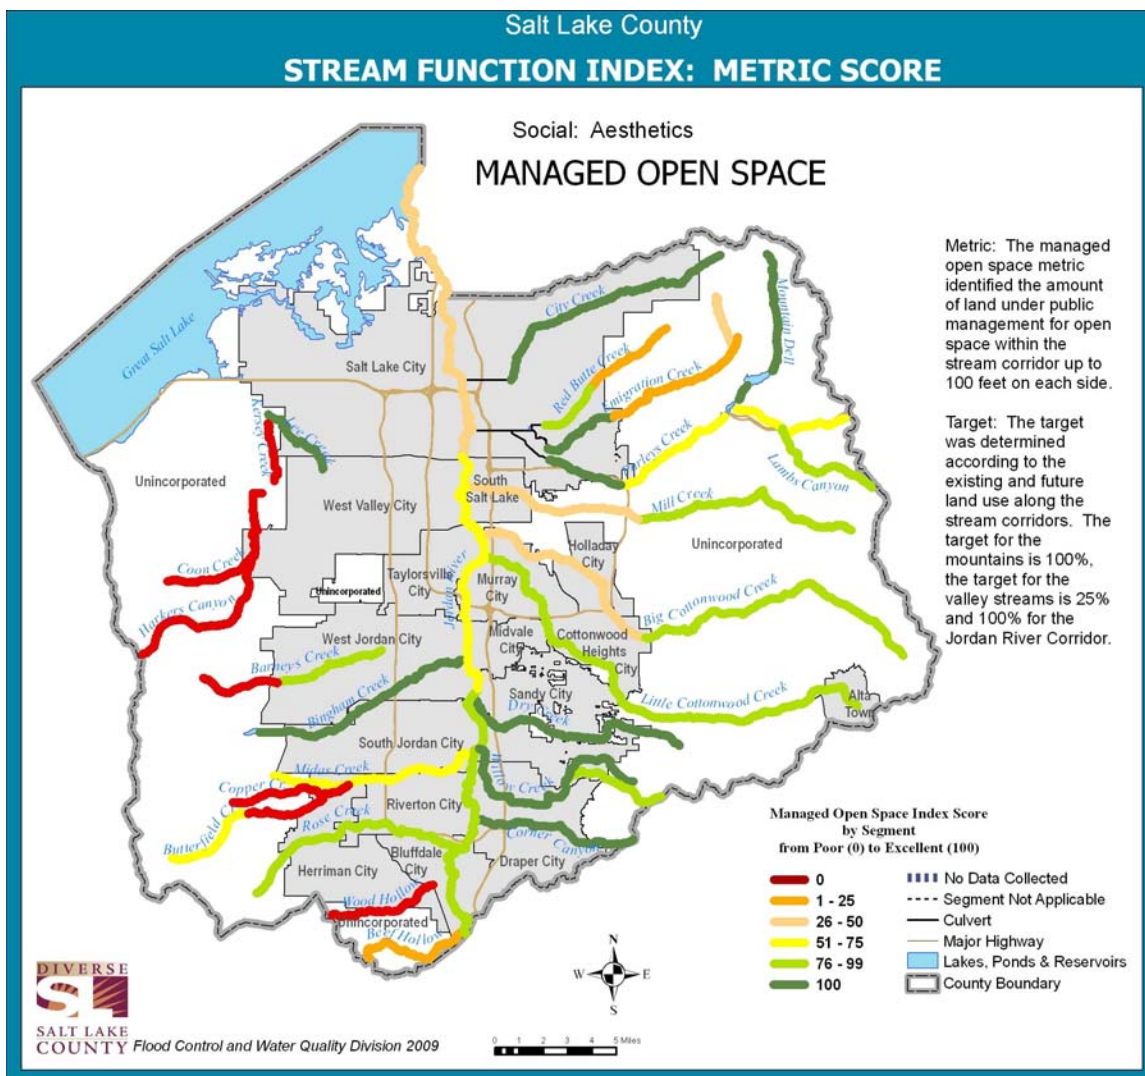 Salt Lake County
STREAM FUNCTION INDEX: METRIC SCORE
Social: Aesthetics
MANAGED OPEN SPACE
Metric: The managed
open space metric
identified the amount
of land under public
management for open
space within the
stream corridor up to
100 feet on each side.
Target: The target
was determined
according to the
existing and future
land use along the
stream corridors. The
target for the
mountains is 100%,
the target for the
valley streams is 25%
and 100% for the
Jordan River Corridor.
Great Salt Lake
City Creek
Mountain Dell
Salt Lake City
Red Butte Creek
Emigration Creek
Kersey Creek
Lee Creek
Parleys Creek
Lambs Canyon
Unincorporated
West Valley City
South
Salt Lake
Mill Creek
Unincorporated
Holladay
City
Coon Creek
Taylorsville
City
Unincorporated
Jordan River
Murray
City
Harkers Canyon
Big Cottonwood Creek
West Jordan City
Midvale
City
Cottonwood
Heights
City
Barneys Creek
Bingham Creek
Sandy City
Little Cottonwood Creek
Alta
Town
Dry Creek
South Jordan City
Midas Creek
Copper
Riverton City
Creek
Butterfield
Rose Creek
Corner
Canyon
Bluffdale
City
Draper City
Herriman City
Wood Hollow
Unincorporated
Beef Hollow
Managed Open Space Index Score
by Segment
from Poor (0) to Excellent (100)
0
1 - 25
26 - 50
51 - 75
76 - 99
100
No Data Collected
Segment Not Applicable
Culvert
Major Highway
Lakes, Ponds & Reservoirs
County Boundary
N
W
E
S
0 1 2 3 4 5 Miles
DIVERSE
SL
SALT LAKE
COUNTY
Flood Control and Water Quality Division 2009